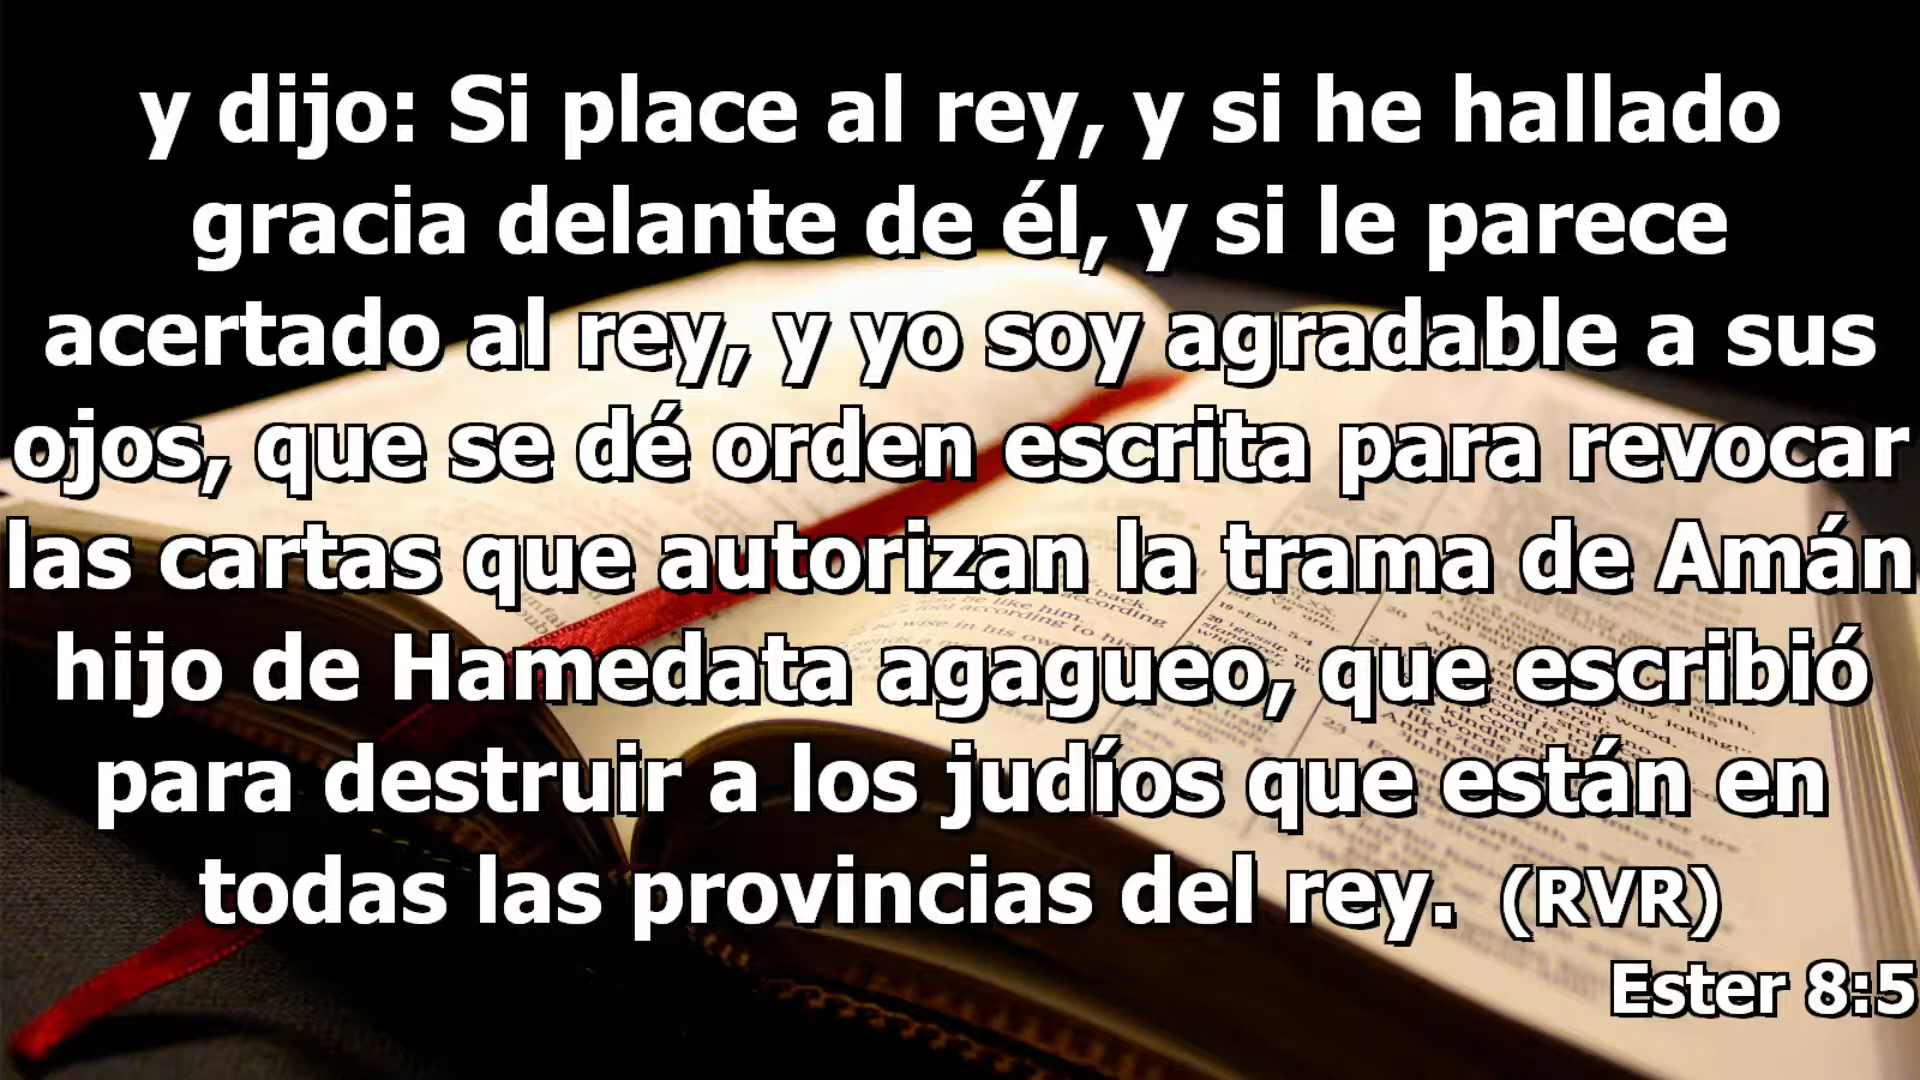 y dijo: Si place al rey, y si he hallado
gracia delante de él, y si le parece
acertado al rey, y yo soy agradable a sus
ojos, que se dé orden escrita para revocar
las cartas que autorizan la trama de Amán
hijo de Hamedata agagueo, que escribió
para destruir a los judíos que están en
todas las provincias del rey. (RVR)
Ester 8:5